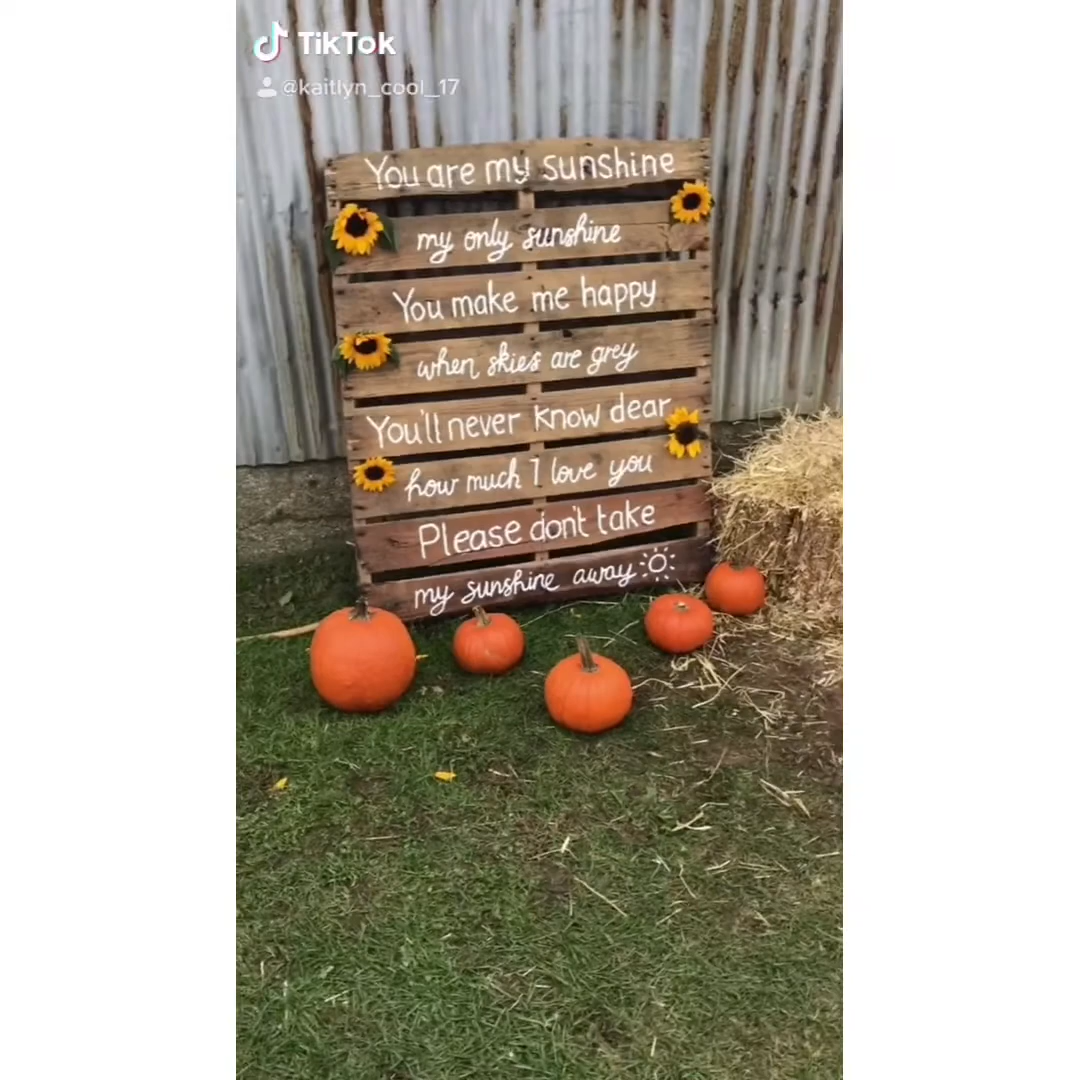 TikTok
@kaitlyn_cool_17
You are my sunshine
my only sunshine
You make me happy
when skies are grey
You'll never know dear
how much I love you
Please don't take
my sunshine away